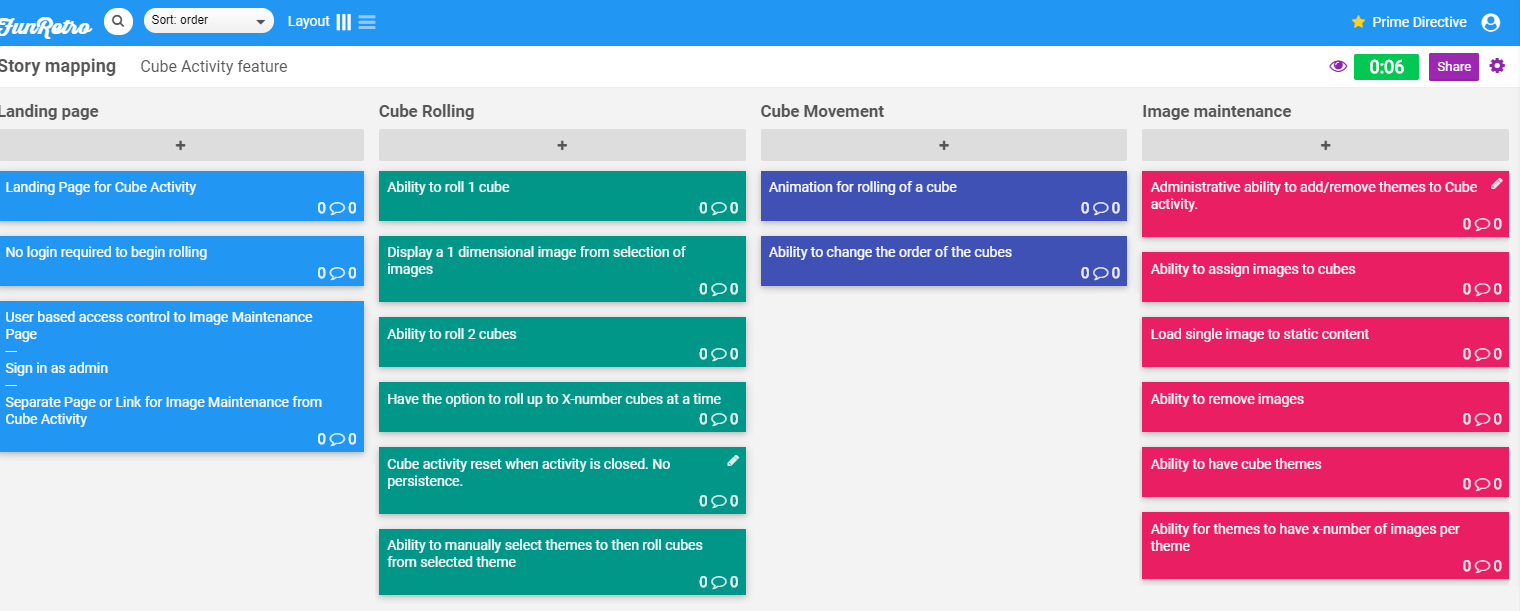 FunRetro
Sort: order
Layout
Prime Directive
Story mapping
Cube Activity feature
0:06
Share
Landing page
+
Landing Page for Cube Activity
0 0
No login required to begin rolling
0 0
User based access control to Image Maintenance
Page
—
Sign in as admin
—
Separate Page or Link for Image Maintenance from
Cube Activity
0 0
Cube Rolling
+
Ability to roll 1 cube
0 0
Display a 1 dimensional image from selection of
images
0 0
Ability to roll 2 cubes
0 0
Have the option to roll up to X-number cubes at a time
0 0
Cube activity reset when activity is closed. No
persistence.
0 0
Ability to manually select themes to then roll cubes
from selected theme
0 0
Cube Movement
+
Animation for rolling of a cube
0 0
Ability to change the order of the cubes
0 0
Image maintenance
+
Administrative ability to add/remove themes to Cube
activity.
0 0
Ability to assign images to cubes
0 0
Load single image to static content
0 0
Ability to remove images
0 0
Ability to have cube themes
0 0
Ability for themes to have x-number of images per
theme
0 0